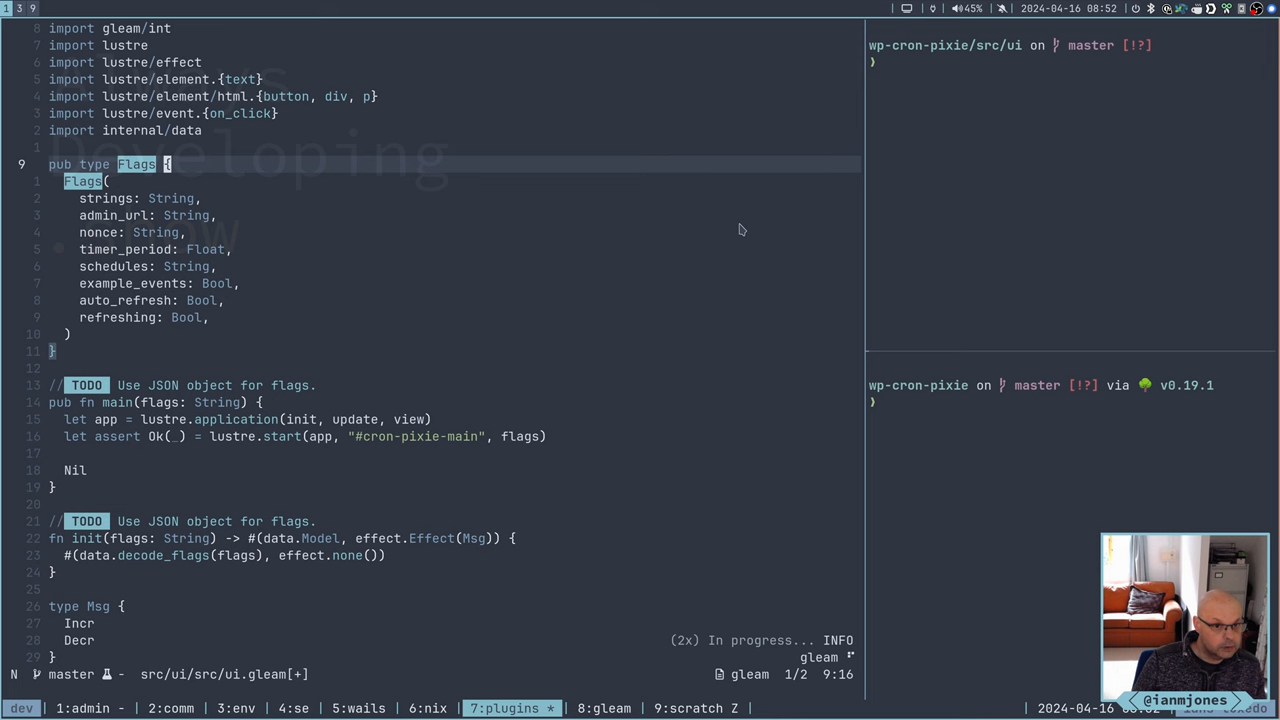 1 3 9
45% 2024-04-16 08:52
8 import gleam/int
7 import lustre
6 import lustre/effect
5 import lustre/element.{text}
4 import lustre/element/html.{button, div, p}
3 import lustre/event.{on_click}
2 import internal/data
1
9 pub type Flags {
1 Flags(
2 strings: String,
3 admin_url: String,
4 nonce: String,
5 timer_period: Float,
6 schedules: String,
7 example_events: Bool,
8 auto_refresh: Bool,
9 refreshing: Bool,
10 )
11 }
12
13 // TODO Use JSON object for flags.
14 pub fn main(flags: String) {
15 let app = lustre.application(init, update, view)
16 let assert Ok(_) = lustre.start(app, "#cron-pixie-main", flags)
17
18 Nil
19 }
20
21 // TODO Use JSON object for flags.
22 fn init(flags: String) -> #(data.Model, effect.Effect(Msg)) {
23 #(data.decode_flags(flags), effect.none())
24 }
25
26 type Msg {
27 Incr
28 Decr
29 }
(2x) In progress... INFO
gleam
N master - src/ui/src/ui.gleam[+] gleam 1/2 9:16
wp-cron-pixie/src/ui on master [!?]
❯
wp-cron-pixie on master [!?] via v0.19.1
❯
Developing
@ianmjones
dev 1:admin - 2:comm 3:env 4:se 5:wails 6:nix 7:plugins * 8:gleam 9:scratch Z 2024-04-16